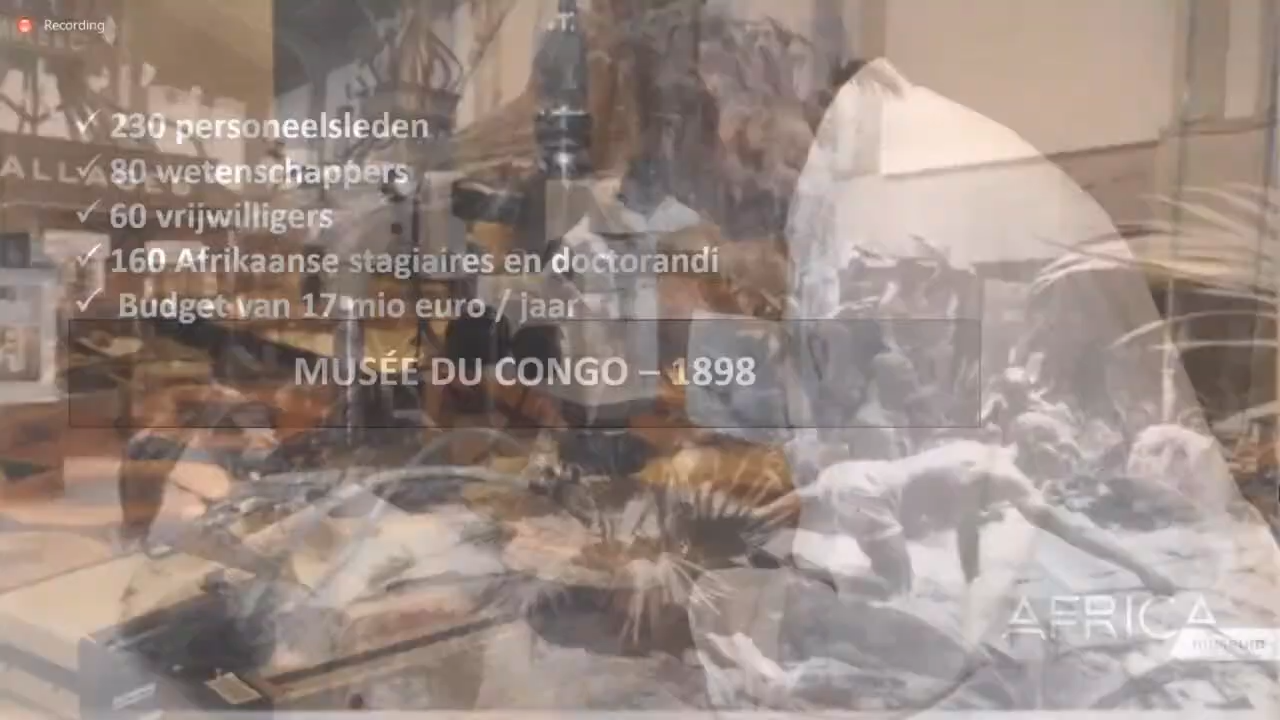 Recording
✓ 230 personeelsleden
✓ 80 wetenschappers
✓ 60 vrijwilligers
✓ 160 Afrikaanse stagiaires en doctorandi
✓ Budget van 17 mio euro / jaar
MUSÉE DU CONGO – 1898
AFRICA
museum